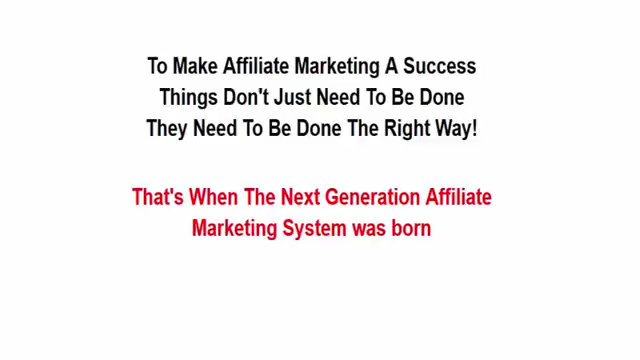 To Make Affiliate Marketing A Success
Things Don't Just Need To Be Done
They Need To Be Done The Right Way!
That's When The Next Generation Affiliate
Marketing System was born